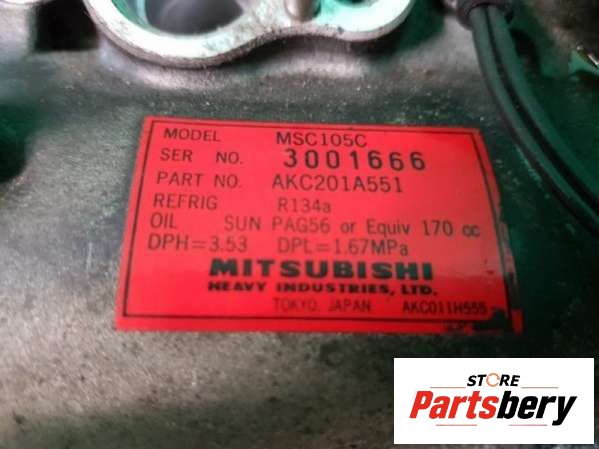 MODEL MSC105C
SER NO. 3001666
PART NO. AKC201A551
REFRIG R134a
OIL SUN PAG56 or Equiv 170 cc
DPH=3.53 DPL=1.67MPa
MITSUBISHI
HEAVY INDUSTRIES, LTD.
TOKYO JAPAN AKC011H555
STORE
Partsbery